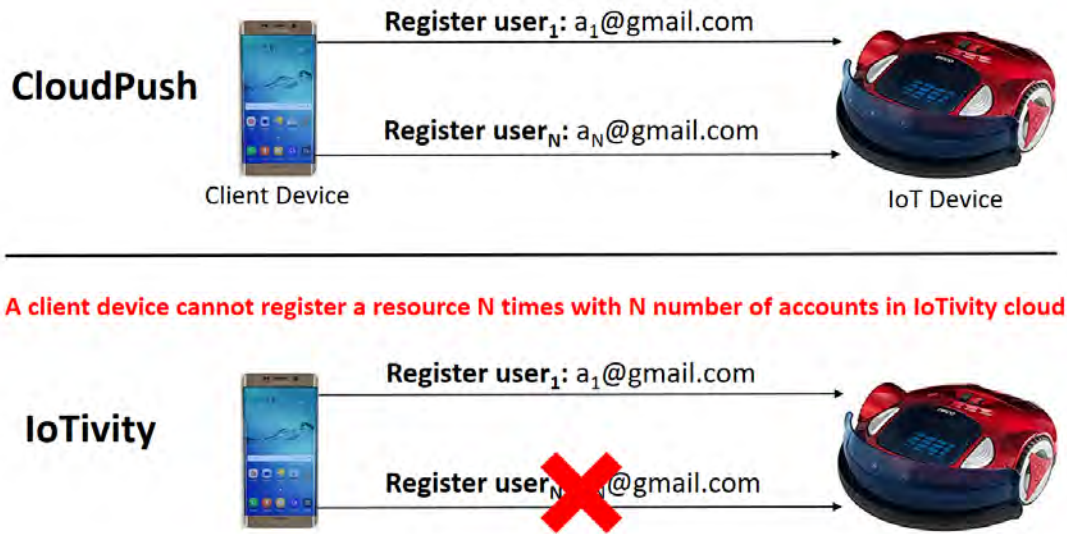 Register user₁: a₁@gmail.com
CloudPush
Register userN: aN@gmail.com
Client Device
IoT Device
A client device cannot register a resource N times with N number of accounts in IoTivity cloud
Register user₁: a₁@gmail.com
IoTivity
Register userN N@gmail.com